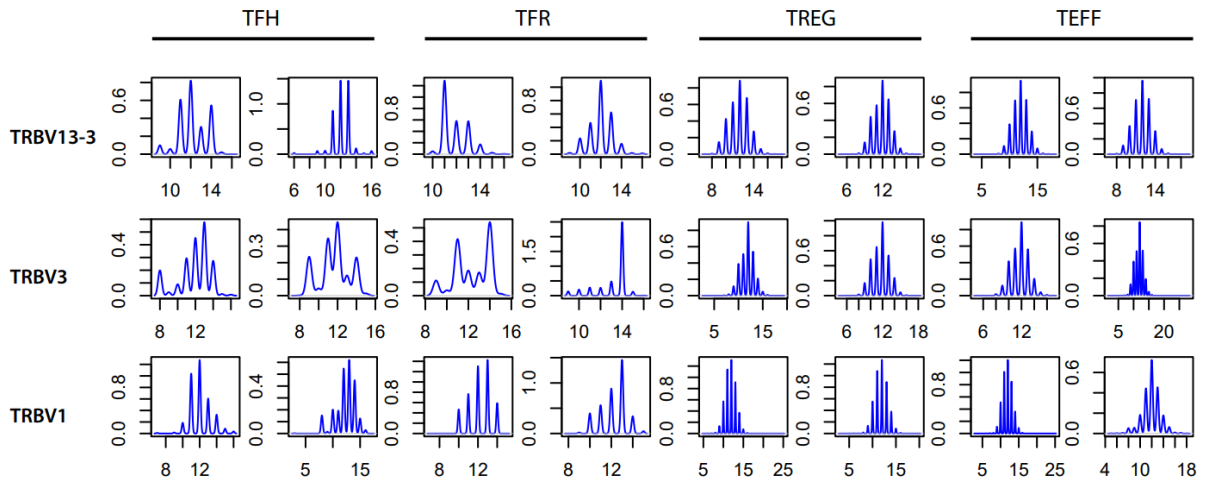 TFH TFR TREG TEFF
TRBV13-3
0.0 0.6 0.0 1.0 0.0 0.8 0.0 0.8 0.0 0.6 0.0 0.6 0.0 0.6 0.0 0.6
10 14 6 10 16 10 14 10 14 8 14 6 12 5 15 8 14
TRBV3
0.0 0.4 0.0 0.3 0.0 0.4 0.0 1.5 0.0 0.6 0.0 0.6 0.0 0.6 0.0 0.6
8 12 8 12 16 8 12 16 10 14 5 15 6 12 18 6 12 5 20
TRBV1
0.0 0.8 0.0 0.4 0.0 0.8 0.0 1.0 0.0 0.8 0.0 0.8 0.0 0.8 0.0 0.6
8 12 5 15 8 12 8 12 5 15 25 5 15 5 15 25 4 10 18